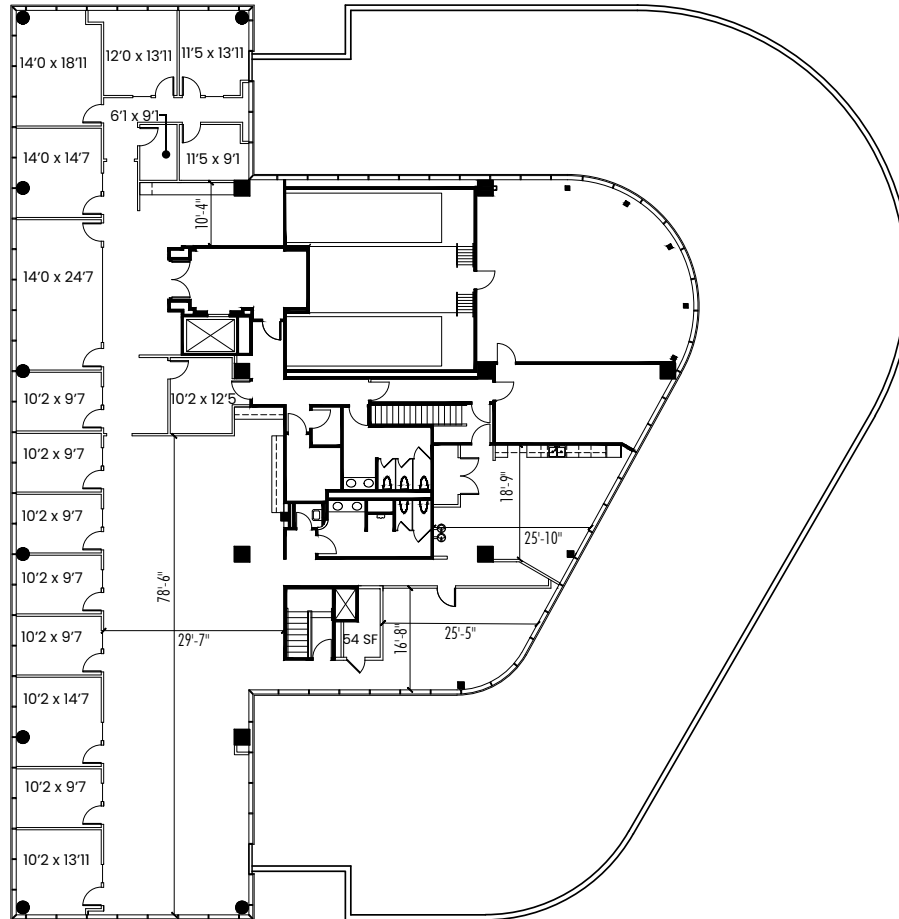 14'0 x 18'11
12'0 x 13'11
11'5 x 13'11
6'1 x 9'1
14'0 x 14'7
11'5 x 9'1
10'-4"
14'0 x 24'7
10'2 x 9'7
10'2 x 12'5
10'2 x 9'7
18'-9"
10'2 x 9'7
25'-10"
10'2 x 9'7
78'-6"
10'2 x 9'7
29'-7"
54 SF
16'-8"
25'-5"
10'2 x 14'7
10'2 x 9'7
10'2 x 13'11